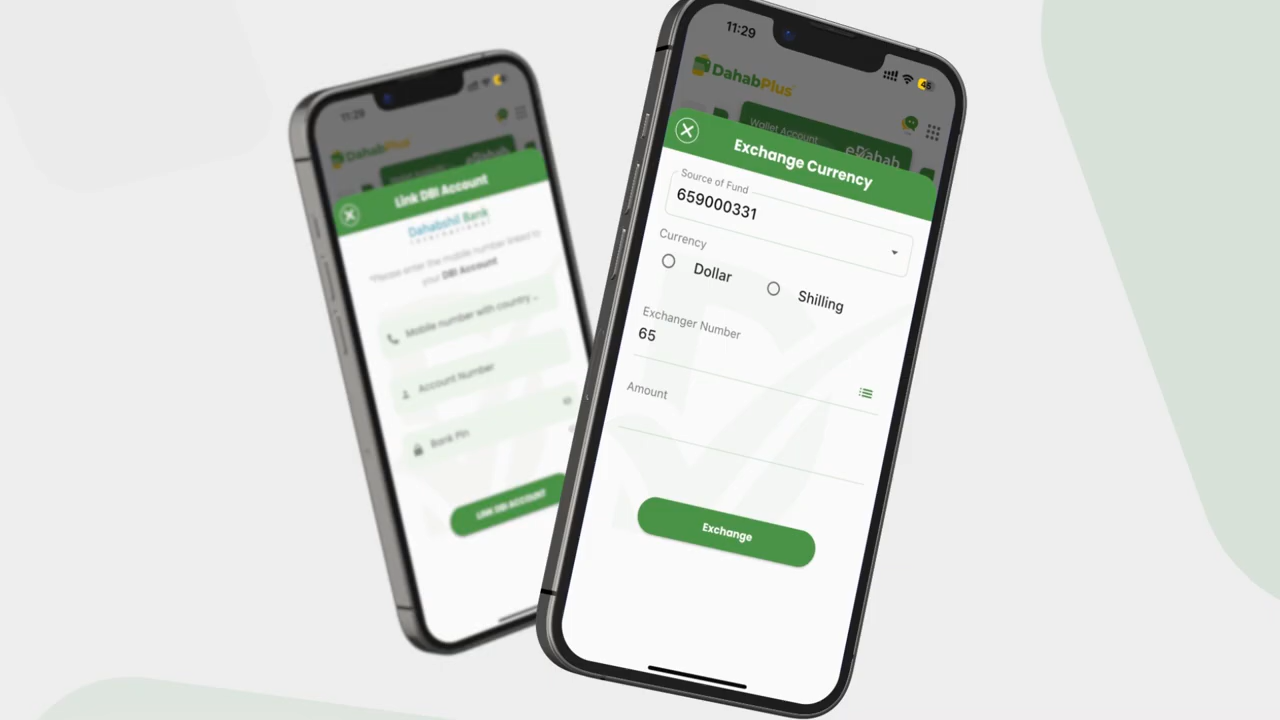 11:29
DahabPlus
Link DBI Account
Dahabshil Bank
International
*Please enter the mobile number linked to
your DBI Account
Mobile number with country ..
Account Number
Bank Pin
LINK DBI ACCOUNT
11:29
45
DahabPlus
Wallet Account
eDahab
Exchange Currency
Source of Fund
659000331
Currency
Dollar
Shilling
Exchanger Number
65
Amount
Exchange